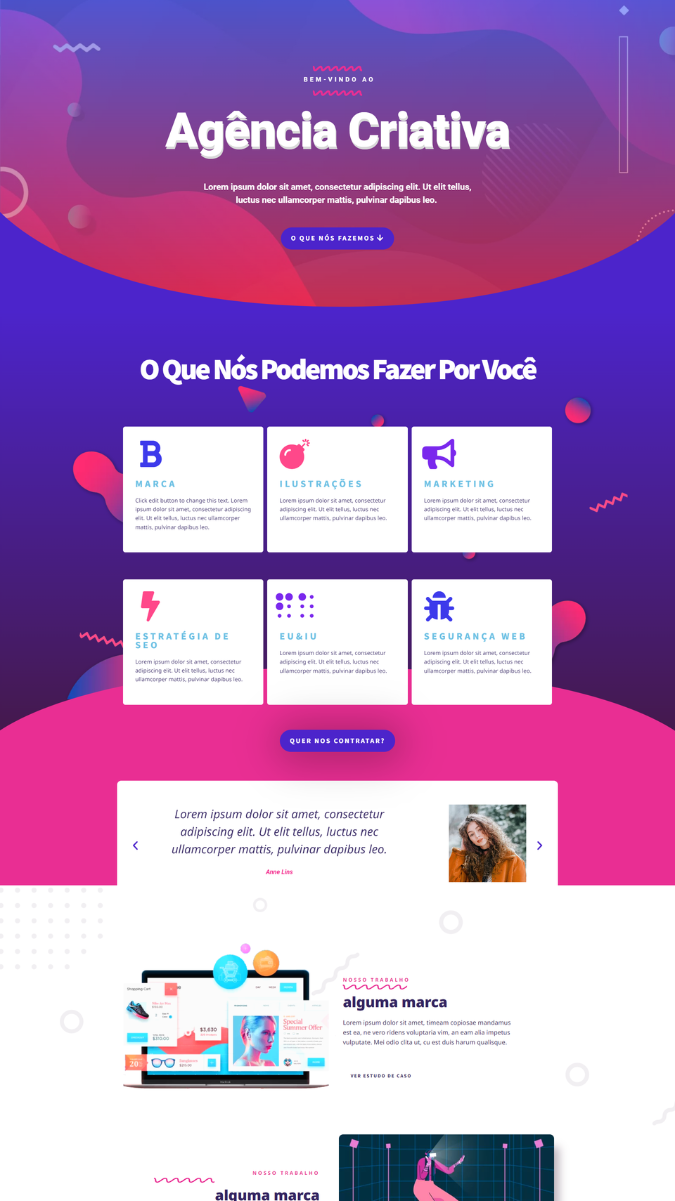 BEM-VINDO AO
Agência Criativa
Lorem ipsum dolor sit amet, consectetur adipiscing elit. Ut elit tellus,
luctus nec ullamcorper mattis, pulvinar dapibus leo.
O QUE NÓS FAZEMOS
O Que Nós Podemos Fazer Por Você
B
MARCA
Click edit button to change this text. Lorem
ipsum dolor sit amet, consectetur adipiscing
elit. Ut elit tellus, luctus nec ullamcorper
mattis, pulvinar dapibus leo.
ILUSTRAÇÕES
Lorem ipsum dolor sit amet, consectetur
adipiscing elit. Ut elit tellus, luctus nec
ullamcorper mattis, pulvinar dapibus leo.
MARKETING
Lorem ipsum dolor sit amet, consectetur
adipiscing elit. Ut elit tellus, luctus nec
ullamcorper mattis, pulvinar dapibus leo.
ESTRATÉGIA DE
SEO
Lorem ipsum dolor sit amet, consectetur
adipiscing elit. Ut elit tellus, luctus nec
ullamcorper mattis, pulvinar dapibus leo.
EU&IU
Lorem ipsum dolor sit amet, consectetur
adipiscing elit. Ut elit tellus, luctus nec
ullamcorper mattis, pulvinar dapibus leo.
SEGURANÇA WEB
Lorem ipsum dolor sit amet, consectetur
adipiscing elit. Ut elit tellus, luctus nec
ullamcorper mattis, pulvinar dapibus leo.
QUER NOS CONTRATAR?
Lorem ipsum dolor sit amet, consectetur
adipiscing elit. Ut elit tellus, luctus nec
ullamcorper mattis, pulvinar dapibus leo.
Anne Lins
Shopping Cart
$3,630
Special
Summer Offer
20
NOSSO TRABALHO
alguma marca
Lorem ipsum dolor sit amet, timeam copiosae mandamus
est ea, ne vero ridens voluptaria vim, an eam alia impetus
vulputate. Mel odio clita ut, cu est duis harum qualisque.
VER ESTUDO DE CASO
NOSSO TRABALHO
alguma marca